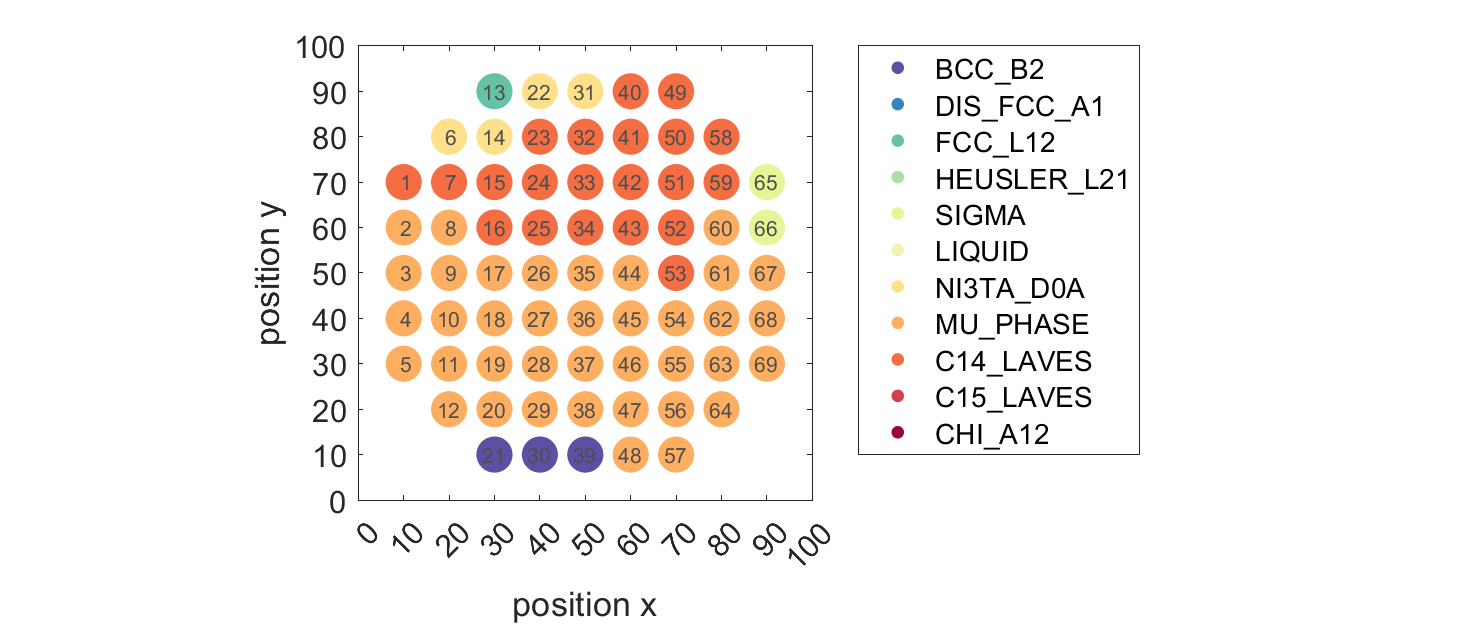 100
90
80
70
60
50
40
30
20
10
0
position y
13 22 31 40 49
6 14 23 32 41 50 58
1 7 15 24 33 42 51 59 65
2 8 16 25 34 43 52 60 66
3 9 17 26 35 44 53 61 67
4 10 18 27 36 45 54 62 68
5 11 19 28 37 46 55 63 69
12 20 29 38 47 56 64
21 30 39 48 57
0 10 20 30 40 50 60 70 80 90 100
position x
BCC_B2
DIS_FCC_A1
FCC_L12
HEUSLER_L21
SIGMA
LIQUID
NI3TA_D0A
MU_PHASE
C14_LAVES
C15_LAVES
CHI_A12